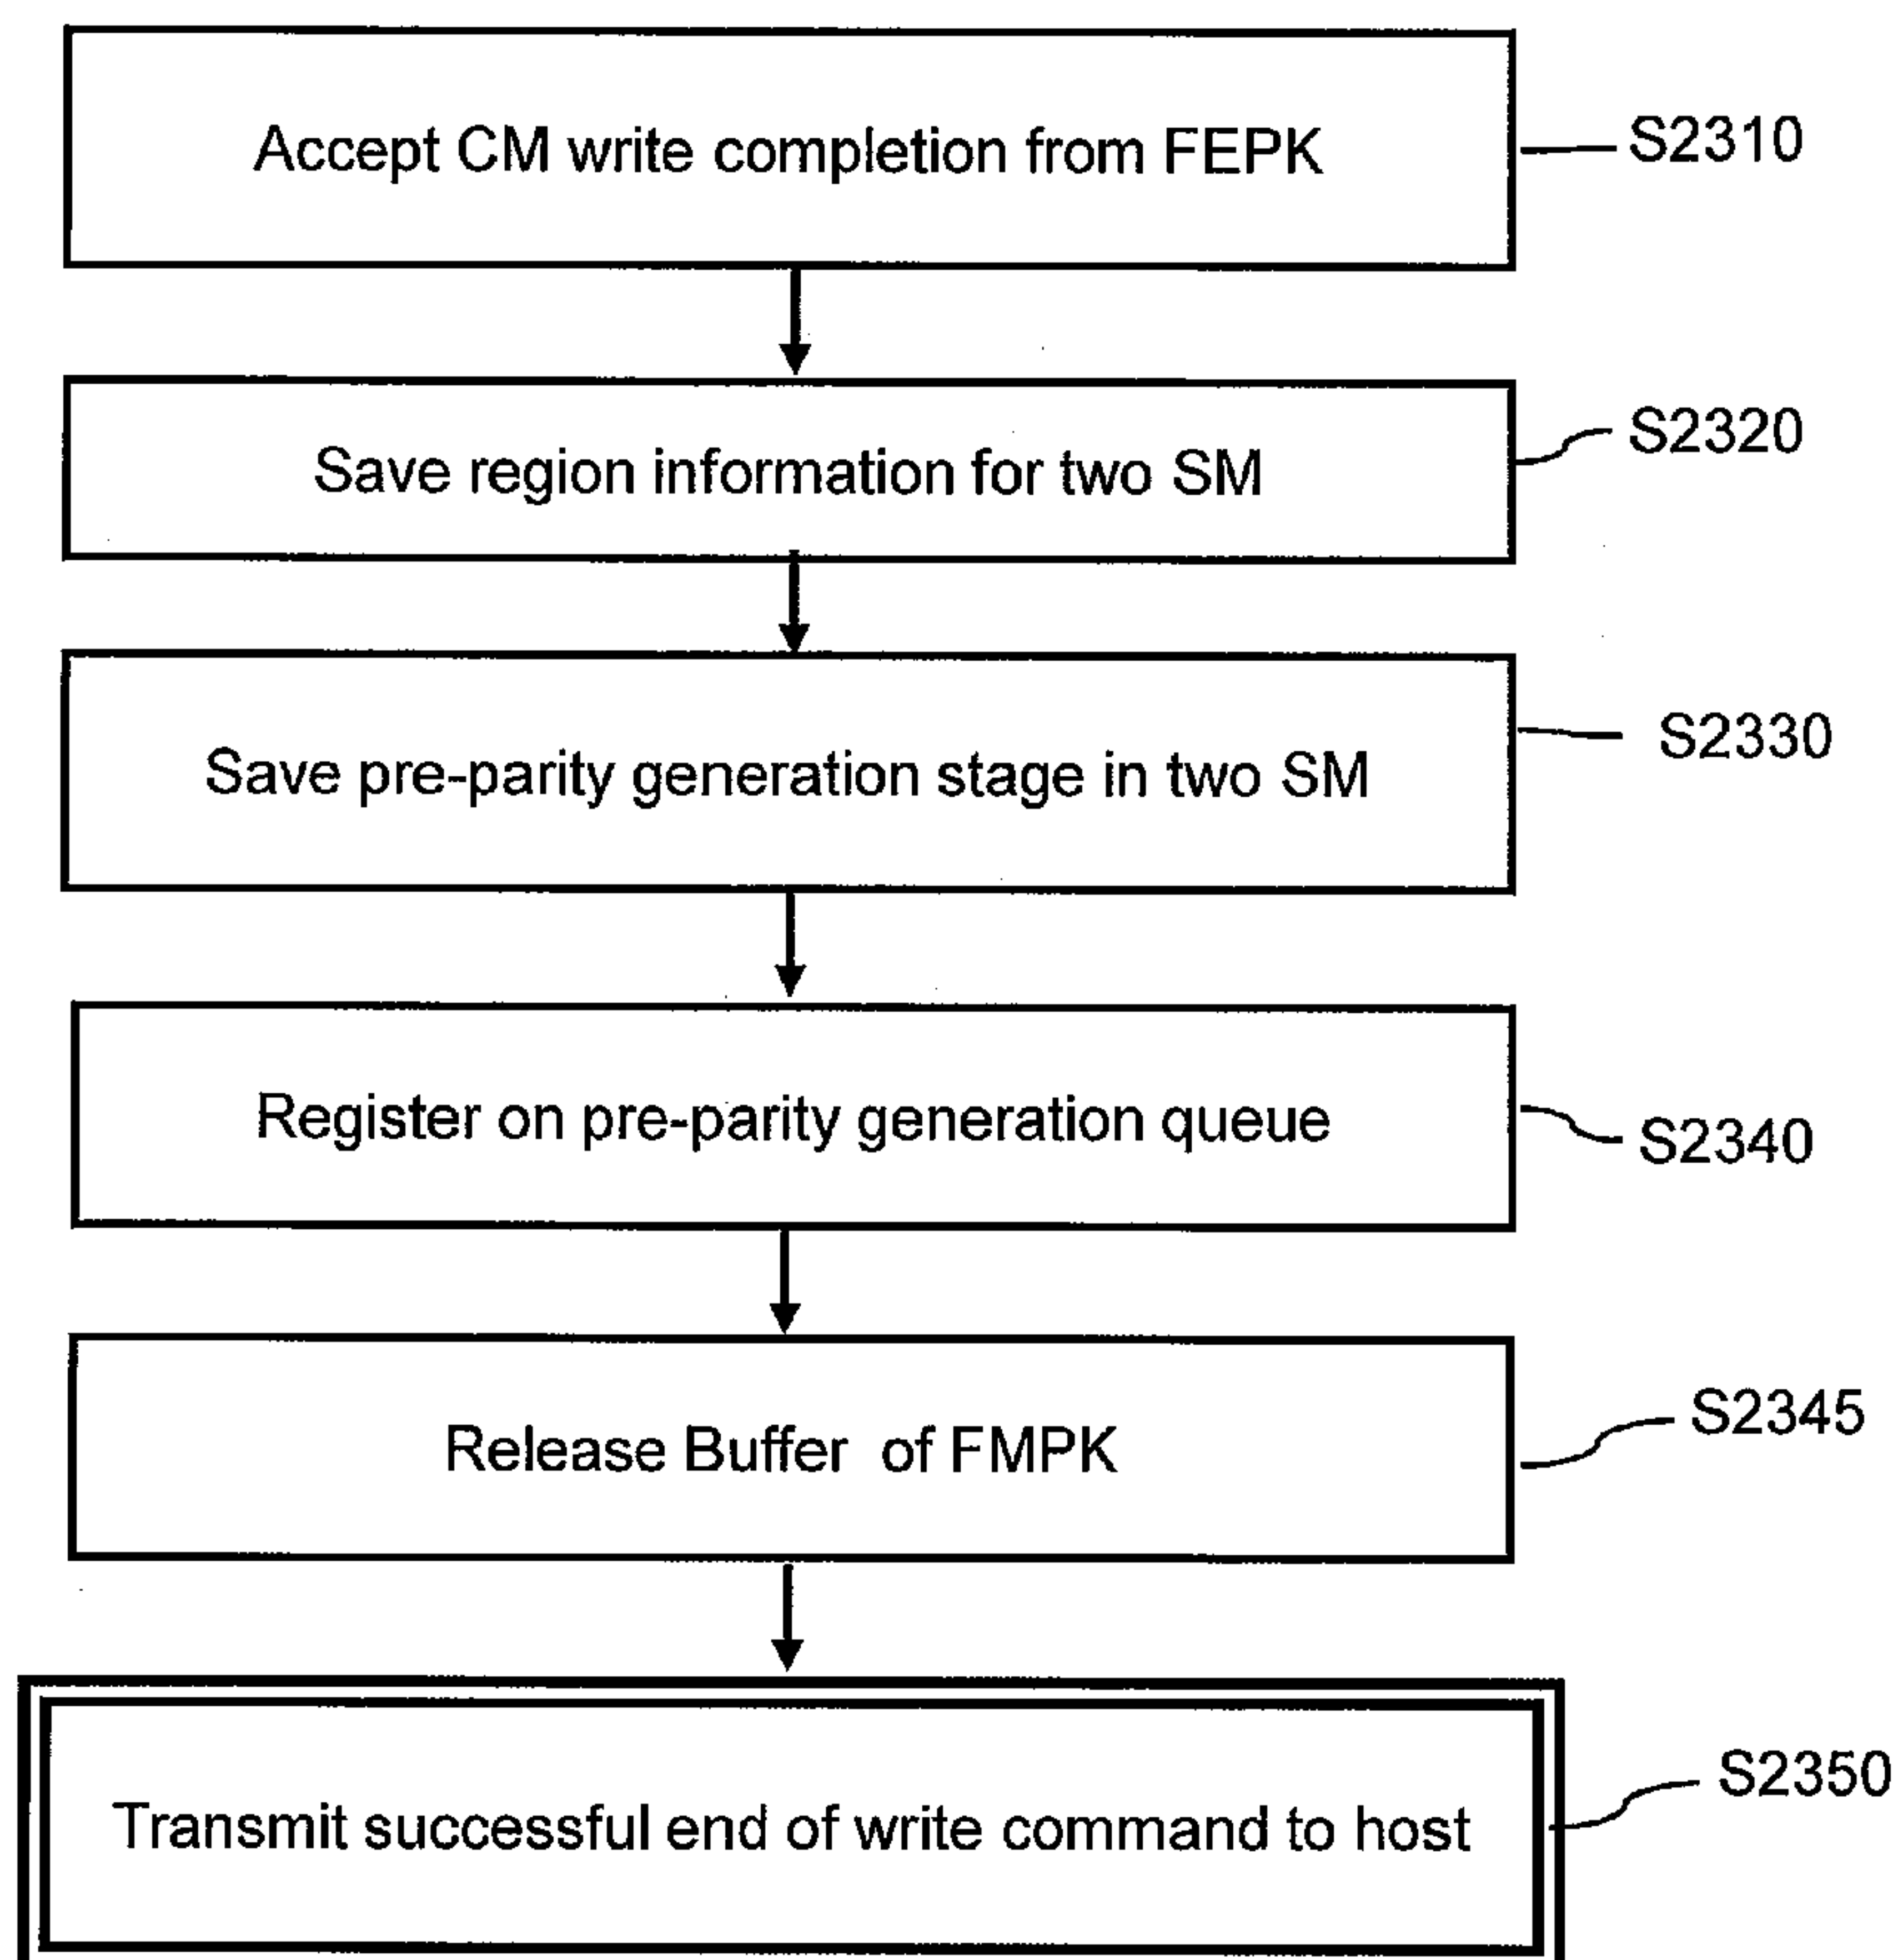 Accept CM write completion from FEPK
S2310
Save region information for two SM
S2320
Save pre-parity generation stage in two SM
S2330
Register on pre-parity generation queue
S2340
Release Buffer of FMPK
S2345
Transmit successful end of write command to host
S2350